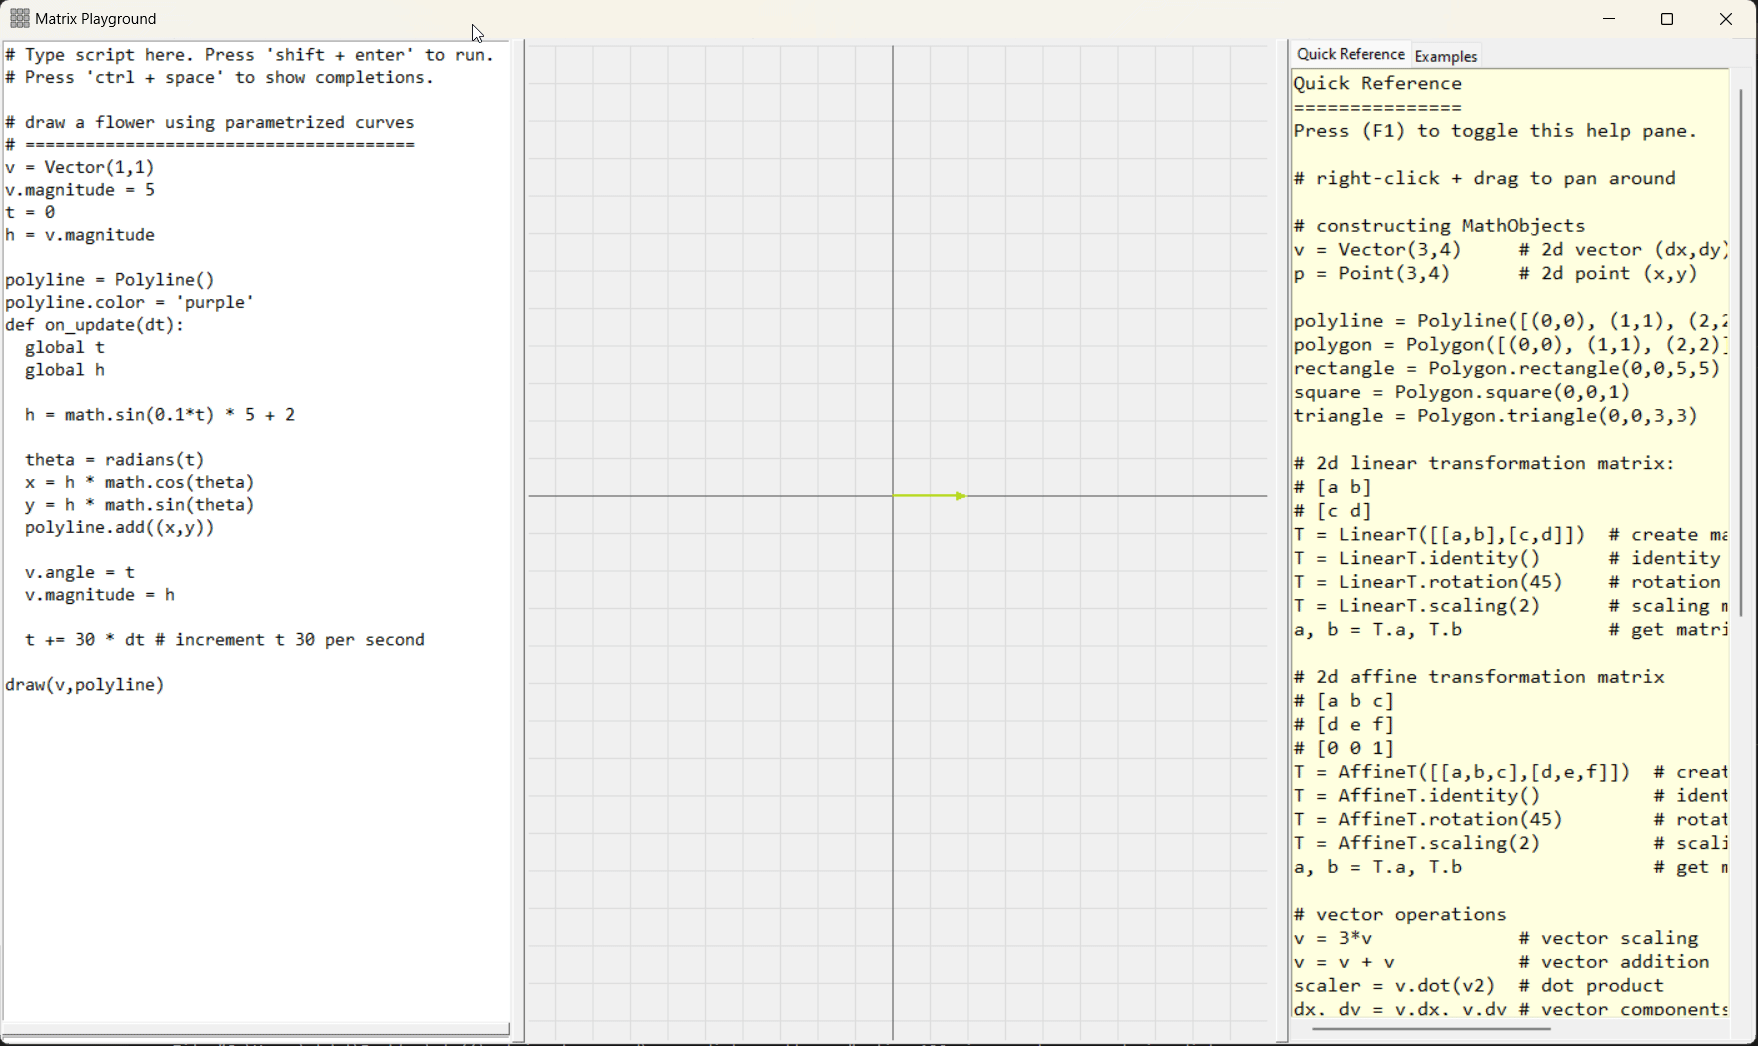 Matrix Playground
# Type script here. Press 'shift + enter' to run.
# Press 'ctrl + space' to show completions.
# draw a flower using parametrized curves
# =======================================
v = Vector(1,1)
v.magnitude = 5
t = 0
h = v.magnitude
polyline = Polyline()
polyline.color = 'purple'
def on_update(dt):
  global t
  global h
  h = math.sin(0.1*t) * 5 + 2
  theta = radians(t)
  x = h * math.cos(theta)
  y = h * math.sin(theta)
  polyline.add((x,y))
  v.angle = t
  v.magnitude = h
  t += 30 * dt # increment t 30 per second
draw(v,polyline)
Quick Reference Examples
Quick Reference
===============
Press (F1) to toggle this help pane.
# right-click + drag to pan around
# constructing MathObjects
v = Vector(3,4)     # 2d vector (dx,dy)
p = Point(3,4)      # 2d point (x,y)
polyline = Polyline([(0,0), (1,1), (2,2
polygon = Polygon([(0,0), (1,1), (2,2)]
rectangle = Polygon.rectangle(0,0,5,5)
square = Polygon.square(0,0,1)
triangle = Polygon.triangle(0,0,3,3)
# 2d linear transformation matrix:
# [a b]
# [c d]
T = LinearT([[a,b],[c,d]])  # create ma
T = LinearT.identity()      # identity
T = LinearT.rotation(45)    # rotation
T = LinearT.scaling(2)      # scaling m
a, b = T.a, T.b             # get matri
# 2d affine transformation matrix
# [a b c]
# [d e f]
# [0 0 1]
T = AffineT([[a,b,c],[d,e,f]])  # creat
T = AffineT.identity()          # ident
T = AffineT.rotation(45)        # rotat
T = AffineT.scaling(2)          # scali
a, b = T.a, T.b                 # get m
# vector operations
v = 3*v             # vector scaling
v = v + v           # vector addition
scaler = v.dot(v2)  # dot product
dx, dy = v.dx, v.dy # vector components